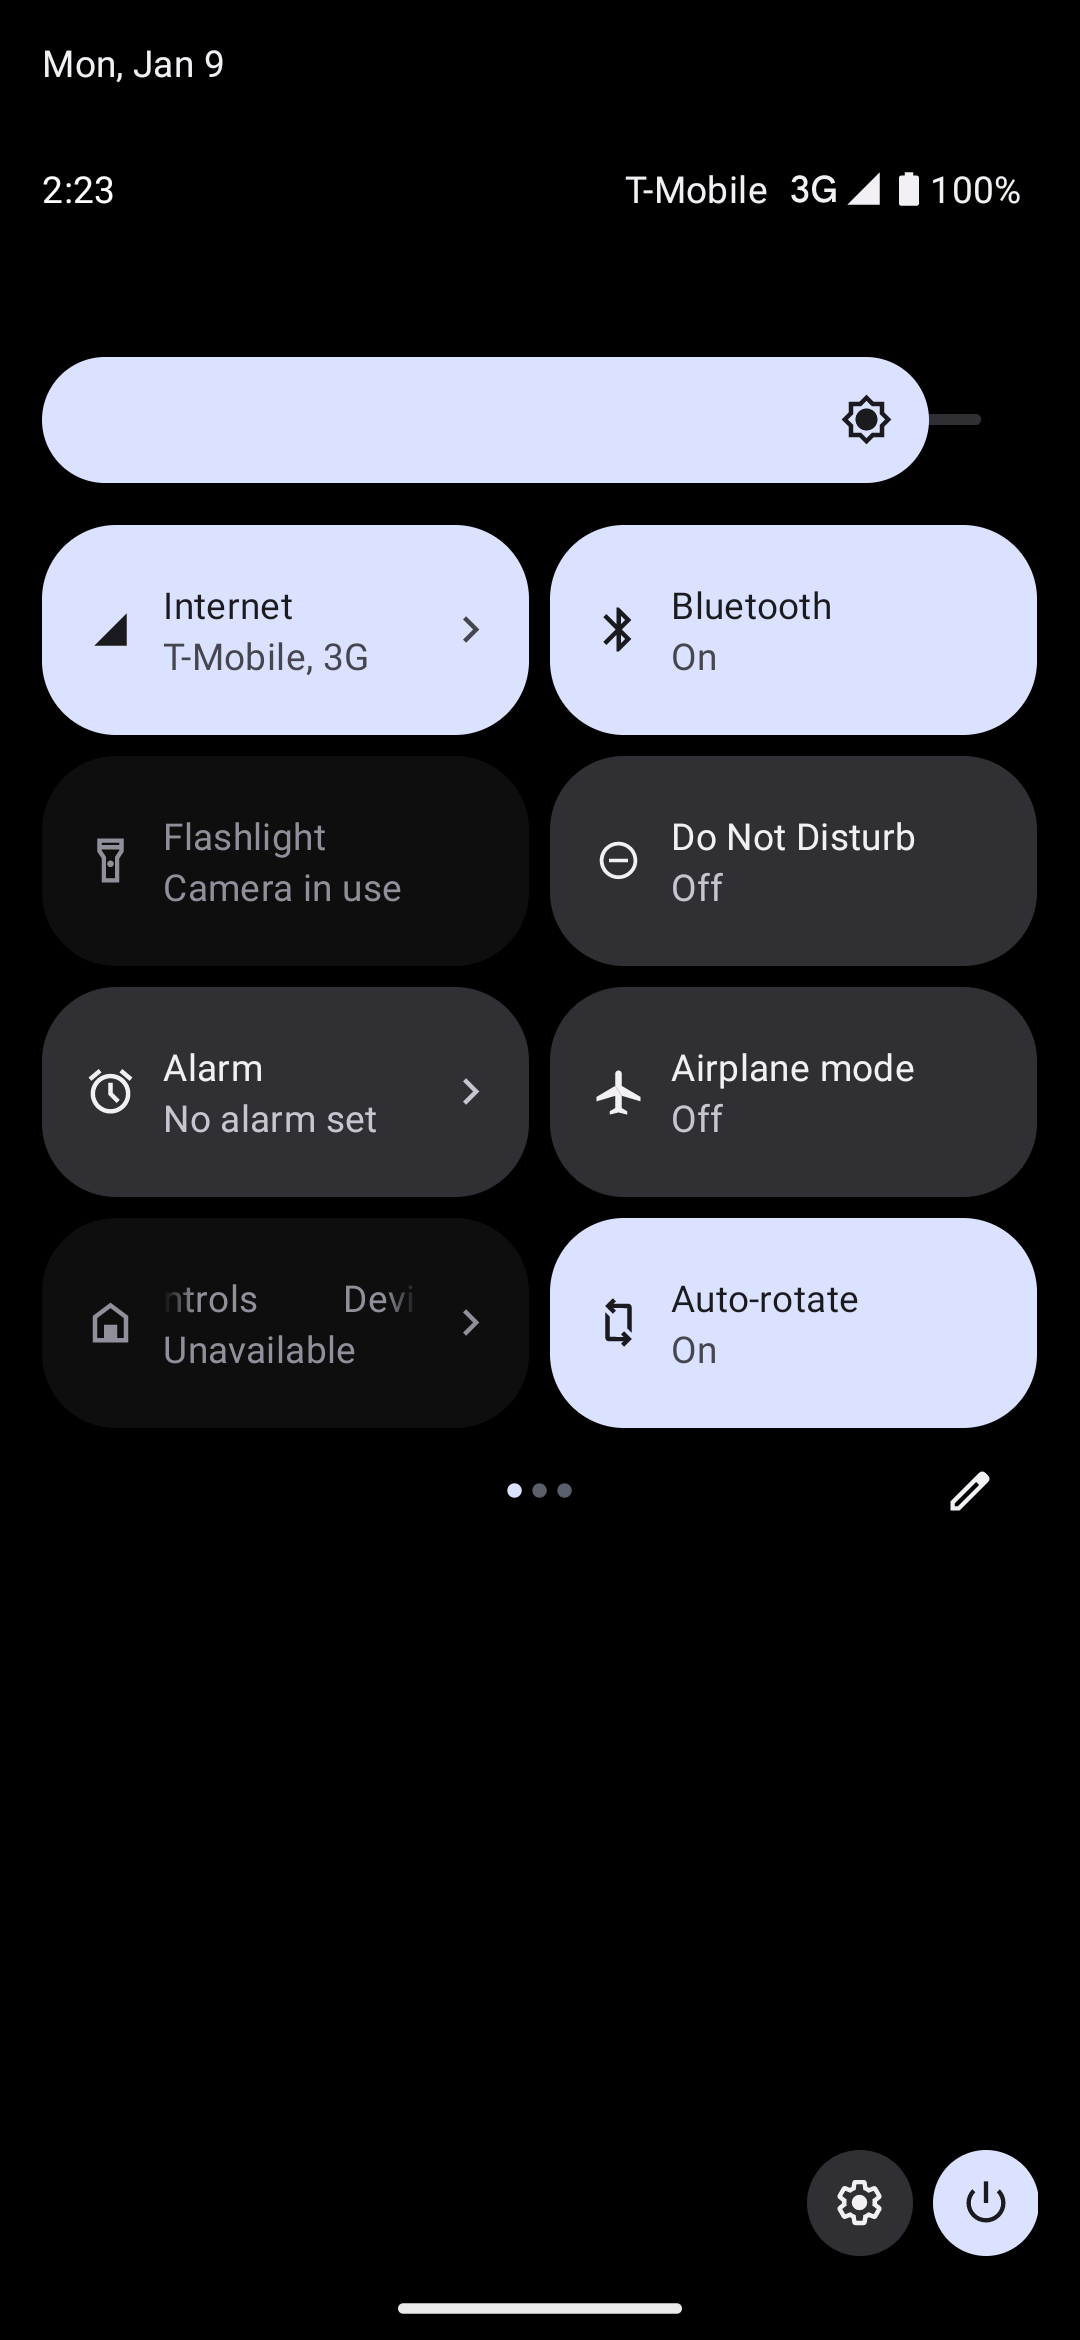 Mon, Jan 9
2:23
T-Mobile 3G 100%
Internet
T-Mobile, 3G
Bluetooth
On
Flashlight
Camera in use
Do Not Disturb
Off
Alarm
No alarm set
Airplane mode
Off
ntrols Devi
Unavailable
Auto-rotate
On